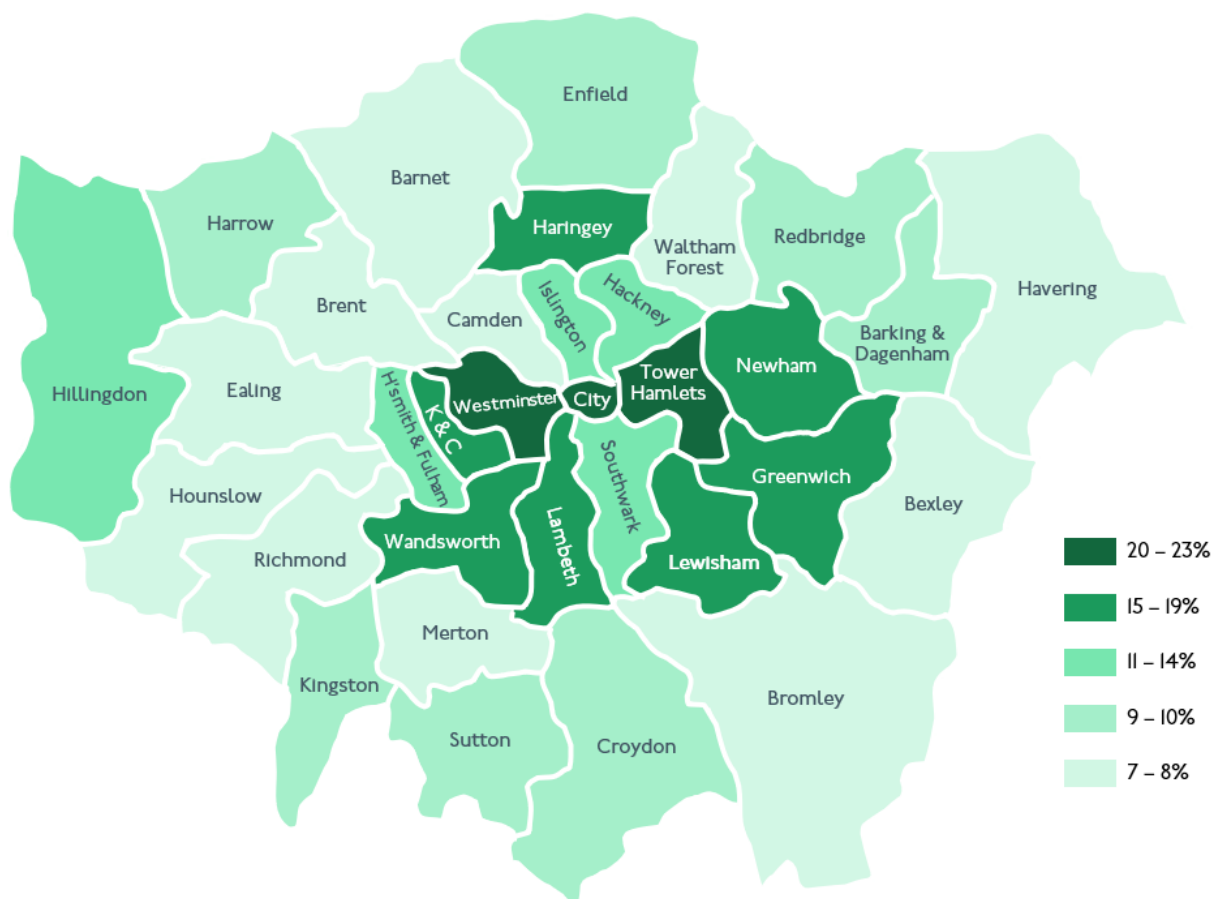 Enfield
Barnet
Harrow
Haringey
Waltham
Forest
Redbridge
Havering
Brent
Camden
Islington
Hackney
Barking &
Dagenham
Hillingdon
Ealing
H'smith & Fulham
K & C
Westminster
City
Tower
Hamlets
Newham
Hounslow
Richmond
Wandsworth
Lambeth
Southwark
Lewisham
Greenwich
Bexley
Merton
Kingston
Sutton
Croydon
Bromley
20 – 23%
15 – 19%
11 – 14%
9 – 10%
7 – 8%